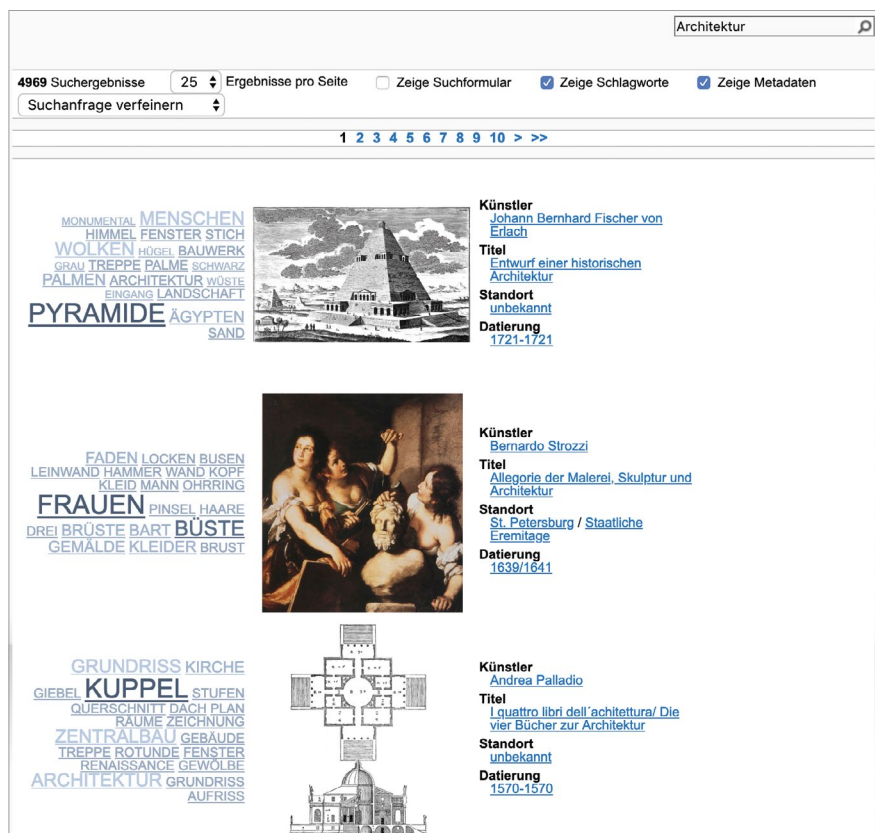 Architektur
4969 Suchergebnisse 25 Ergebnisse pro Seite Zeige Suchformular Zeige Schlagworte Zeige Metadaten
Suchanfrage verfeinern
1 2 3 4 5 6 7 8 9 10 > >>
MONUMENTAL MENSCHEN
HIMMEL FENSTER STICH
WOLKEN HÜGEL BAUWERK
GRAU TREPPE PALME SCHWARZ
PALMEN ARCHITEKTUR WÜSTE
EINGANG LANDSCHAFT
PYRAMIDE ÄGYPTEN
SAND
Künstler
Johann Bernhard Fischer von
Erlach
Titel
Entwurf einer historischen
Architektur
Standort
unbekannt
Datierung
1721-1721
FADEN LOCKEN BUSEN
LEINWAND HAMMER WAND KOPF
KLEID MANN OHRRING
FRAUEN PINSEL HAARE
DREI BRÜSTE BART BÜSTE
GEMÄLDE KLEIDER BRUST
Künstler
Bernardo Strozzi
Titel
Allegorie der Malerei, Skulptur und
Architektur
Standort
St. Petersburg / Staatliche
Eremitage
Datierung
1639/1641
GRUNDRISS KIRCHE
GIEBEL KUPPEL STUFEN
QUERSCHNITT DACH PLAN
RÄUME ZEICHNUNG
ZENTRALBAU GEBÄUDE
TREPPE ROTUNDE FENSTER
RENAISSANCE GEWÖLBE
ARCHITEKTUR GRUNDRISS
AUFRISS
Künstler
Andrea Palladio
Titel
I quattro libri dell´achitettura/ Die
vier Bücher zur Architektur
Standort
unbekannt
Datierung
1570-1570